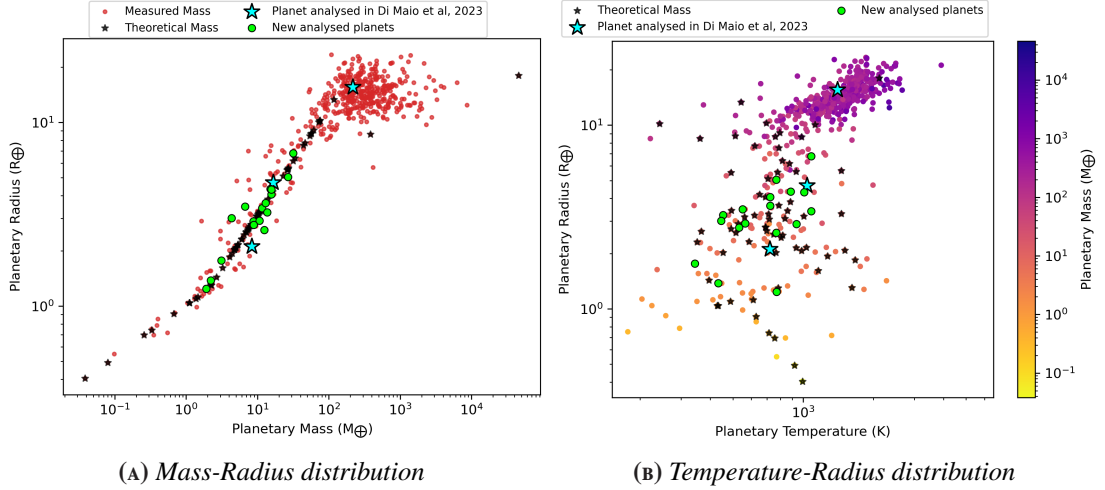 Measured Mass
Theoretical Mass
Planet analysed in Di Maio et al, 2023
New analysed planets
10¹
10⁰
Planetary Radius (R⨁)
10⁻¹ 10⁰ 10¹ 10² 10³ 10⁴
Planetary Mass (M⨁)
(A) Mass-Radius distribution
Theoretical Mass
Planet analysed in Di Maio et al, 2023
New analysed planets
10¹
10⁰
Planetary Radius (R⨁)
10³
Planetary Temperature (K)
10⁴
10³
10²
10¹
10⁰
10⁻¹
Planetary Mass (M⨁)
(B) Temperature-Radius distribution